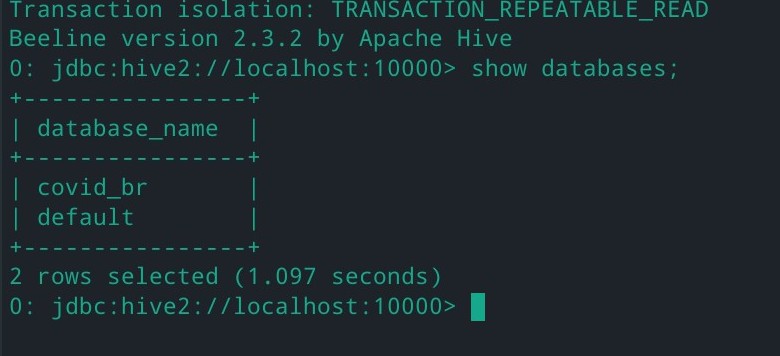 Transaction isolation: TRANSACTION_REPEATABLE_READ
Beeline version 2.3.2 by Apache Hive
0: jdbc:hive2://localhost:10000> show databases;
+----------------+
| database_name  |
+----------------+
| covid_br       |
| default        |
+----------------+
2 rows selected (1.097 seconds)
0: jdbc:hive2://localhost:10000>